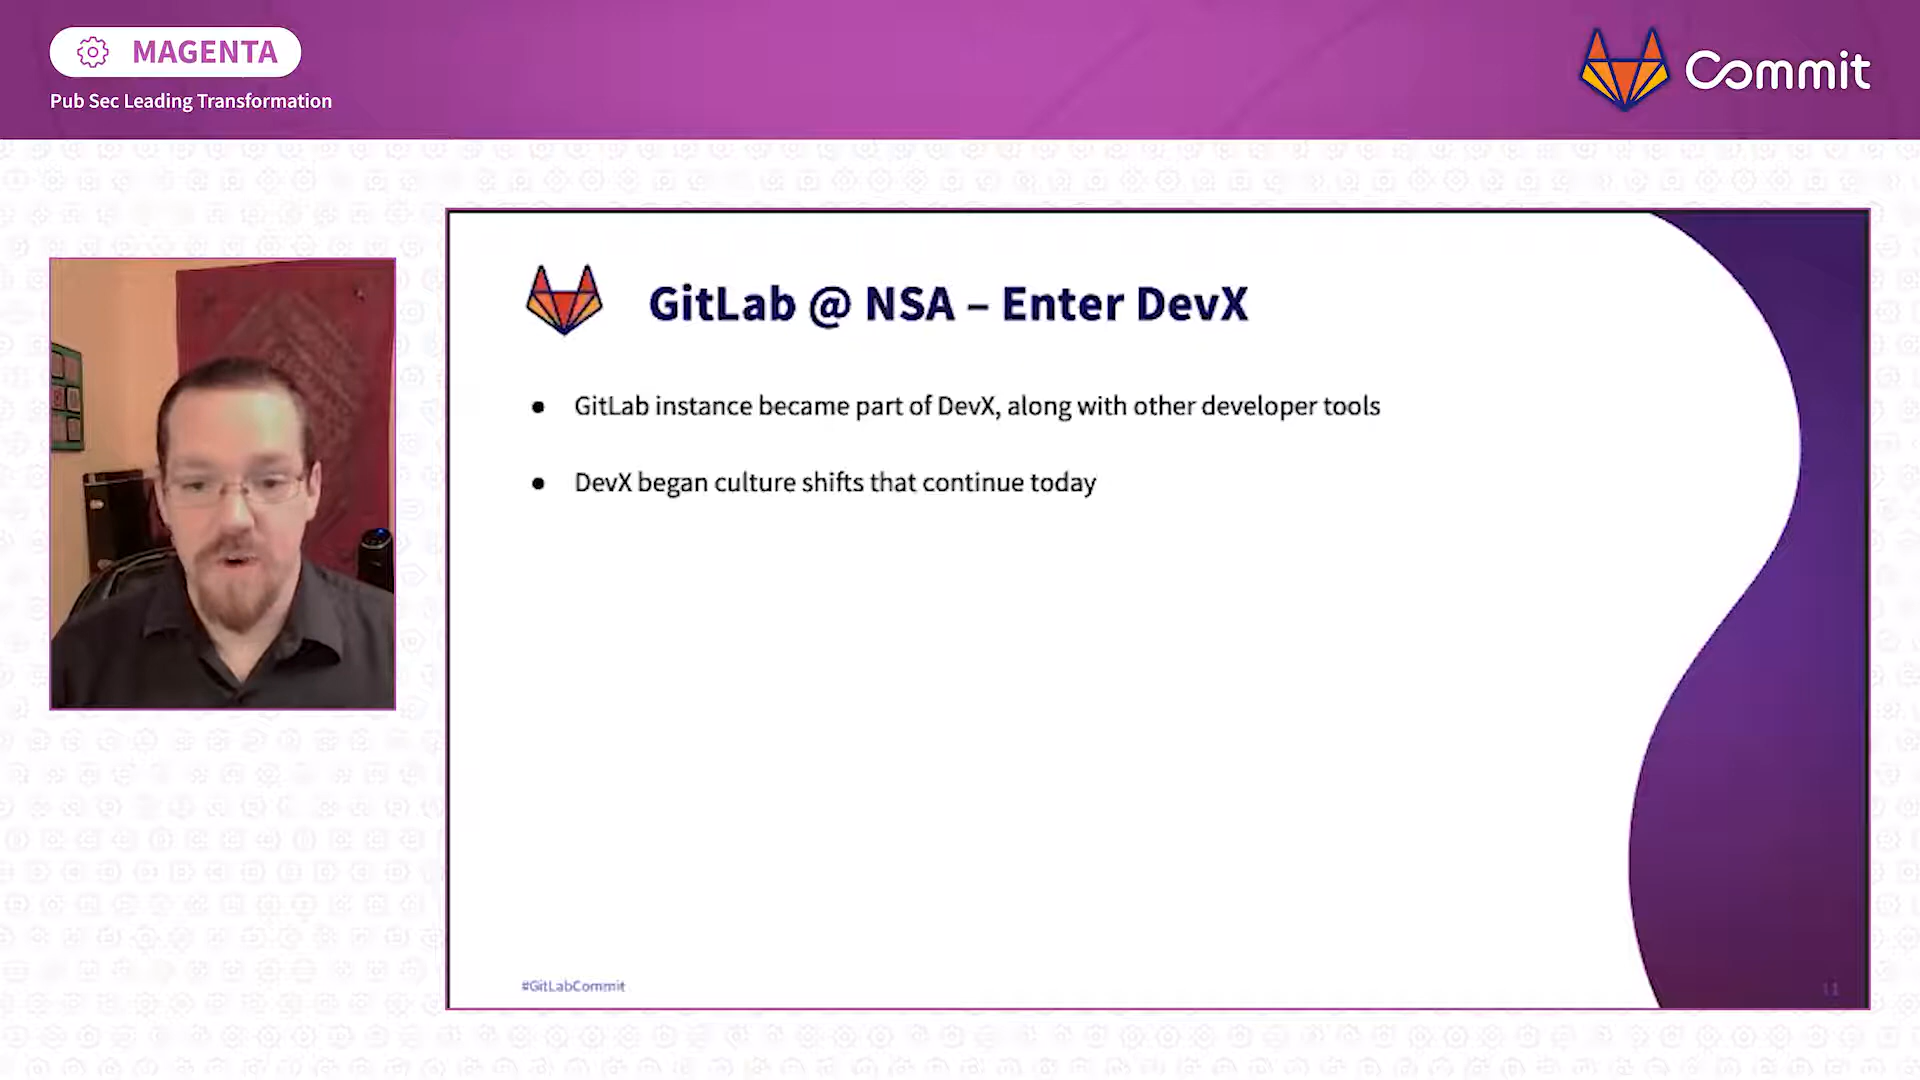 MAGENTA
Pub Sec Leading Transformation
Commit
GitLab @ NSA – Enter DevX
● GitLab instance became part of DevX, along with other developer tools
● DevX began culture shifts that continue today
#GitLabCommit
11